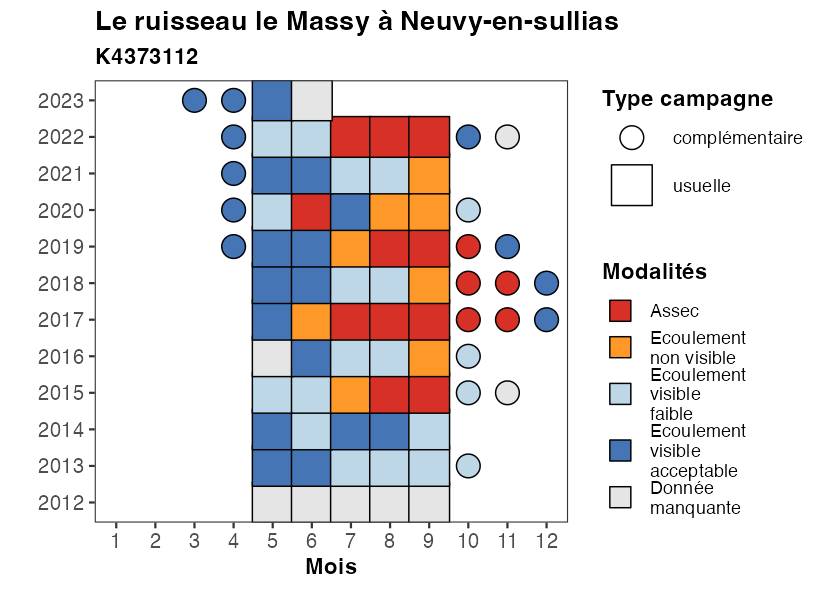 Le ruisseau le Massy à Neuvy-en-sullias
K4373112
2023
2022
2021
2020
2019
2018
2017
2016
2015
2014
2013
2012
1 2 3 4 5 6 7 8 9 10 11 12
Mois
Type campagne
complémentaire
usuelle
Modalités
Assec
Ecoulement
non visible
Ecoulement
visible
faible
Ecoulement
visible
acceptable
Donnée
manquante